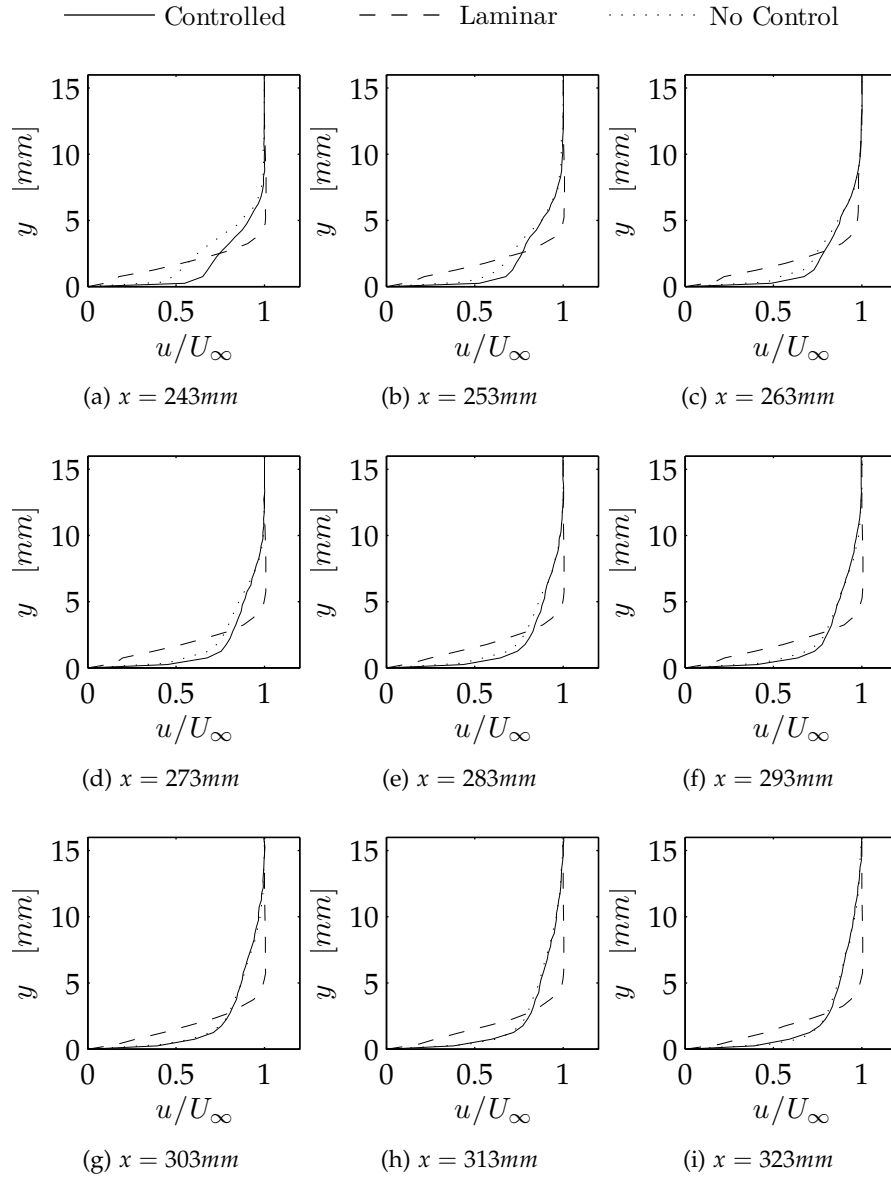 Controlled Laminar No Control
15 15 15
10 10 10
y [mm] y [mm] y [mm]
5 5 5
0 0 0
0 0.5 1 0 0.5 1 0 0.5 1
u/U∞ u/U∞ u/U∞
(a) x = 243mm (b) x = 253mm (c) x = 263mm
15 15 15
10 10 10
y [mm] y [mm] y [mm]
5 5 5
0 0 0
0 0.5 1 0 0.5 1 0 0.5 1
u/U∞ u/U∞ u/U∞
(d) x = 273mm (e) x = 283mm (f) x = 293mm
15 15 15
10 10 10
y [mm] y [mm] y [mm]
5 5 5
0 0 0
0 0.5 1 0 0.5 1 0 0.5 1
u/U∞ u/U∞ u/U∞
(g) x = 303mm (h) x = 313mm (i) x = 323mm